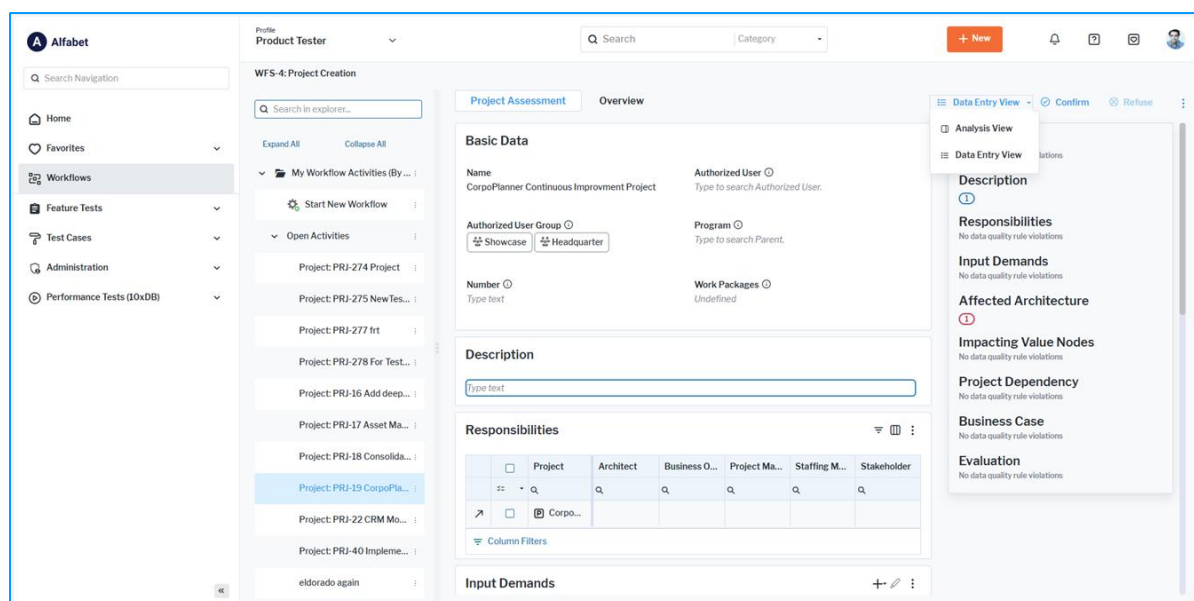 Alfabet
Search Navigation
Home
Favorites
Workflows
Feature Tests
Test Cases
Administration
Performance Tests (10xDB)
«
Profile
Product Tester
Search
Category
+ New
WFS-4: Project Creation
Search in explorer...
Expand All Collapse All
My Workflow Activities (By ...
Start New Workflow
Open Activities
Project: PRJ-274 Project
Project: PRJ-275 NewTes...
Project: PRJ-277 frt
Project: PRJ-278 For Test...
Project: PRJ-16 Add deep...
Project: PRJ-17 Asset Ma...
Project: PRJ-18 Consolida...
Project: PRJ-19 CorpoPla...
Project: PRJ-22 CRM Mo...
Project: PRJ-40 Impleme...
eldorado again
Project Assessment Overview
Data Entry View Confirm Refuse
Analysis View
Data Entry View
Basic Data
Name
CorpoPlanner Continuous Improvment Project
Authorized User
Type to search Authorized User.
Authorized User Group
Showcase Headquarter
Program
Type to search Parent.
Number
Type text
Work Packages
Undefined
Description
Type text
Responsibilities
Project Architect Business O... Project Ma... Staffing M... Stakeholder
Corpo...
Column Filters
Input Demands
lations
Description
1
Responsibilities
No data quality rule violations
Input Demands
No data quality rule violations
Affected Architecture
1
Impacting Value Nodes
No data quality rule violations
Project Dependency
No data quality rule violations
Business Case
No data quality rule violations
Evaluation
No data quality rule violations